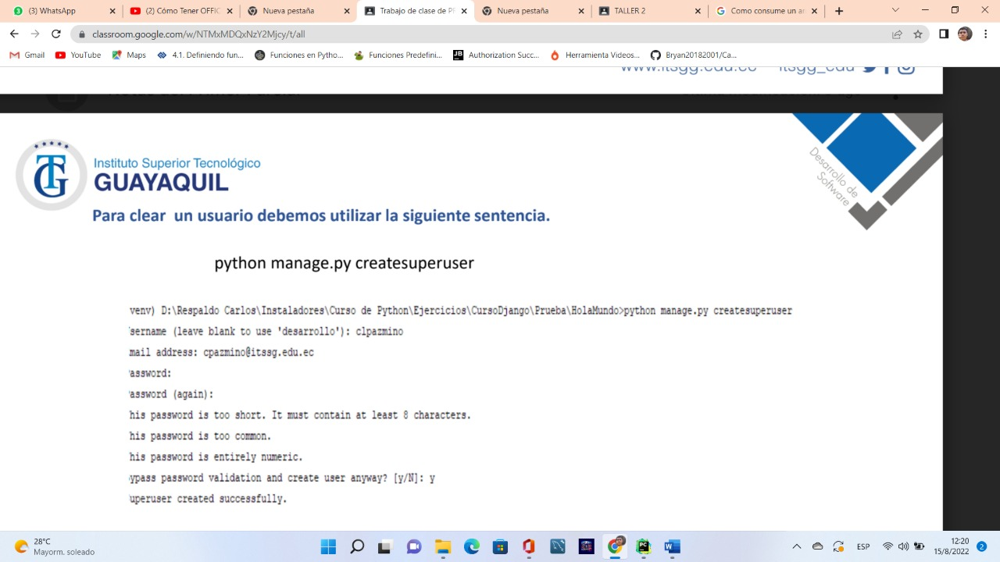 (3) WhatsApp
(2) Cómo Tener OFFIC
Nueva pestaña
Trabajo de clase de PR
Nueva pestaña
TALLER 2
Como consume un ar
classroom.google.com/w/NTMxMDQxNzY2Mjcy/t/all
Gmail
YouTube
Maps
4.1. Definiendo fun...
Funciones en Pytho...
Funciones Predefini...
Authorization Succ...
Herramienta Videos...
Bryan20182001/Ca...
www.itsgg.edu.ec itsgg_edu
Instituto Superior Tecnológico
GUAYAQUIL
Desarrollo de
Software
Para clear un usuario debemos utilizar la siguiente sentencia.
python manage.py createsuperuser
venv) D:\Respaldo Carlos\Instaladores\Curso de Python\Ejercicios\CursoDjango\Prueba\HolaMundo>python manage.py createsuperuser
sername (leave blank to use 'desarrollo'): clpazmino
mail address: cpazmino@itssg.edu.ec
assword:
assword (again):
his password is too short. It must contain at least 8 characters.
his password is too common.
his password is entirely numeric.
ypass password validation and create user anyway? [y/N]: y
uperuser created successfully.
28°C
Mayorm. soleado
ESP
12:20
15/8/2022
2